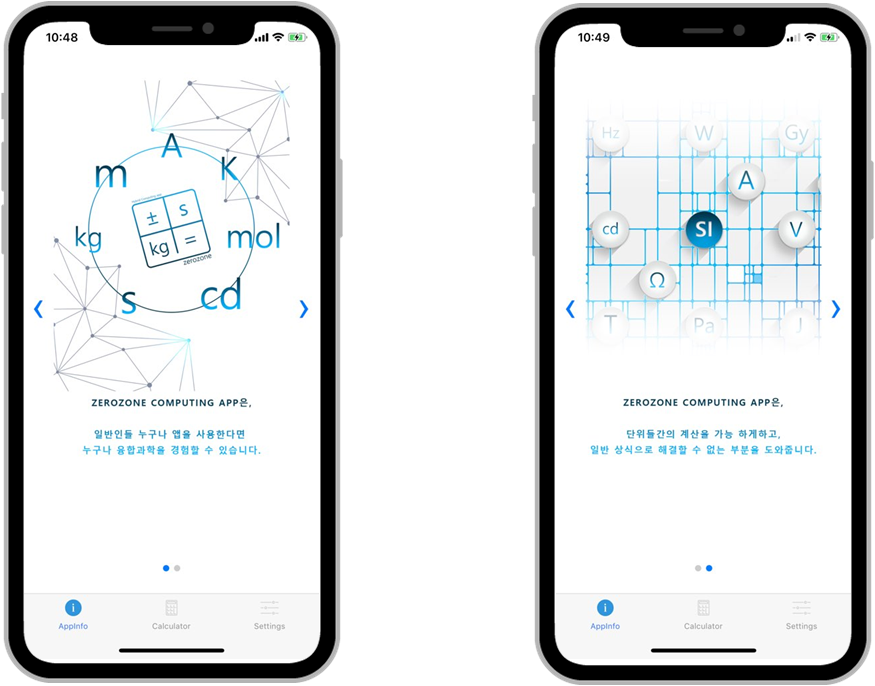 10:48
A
m
K
± s
kg
mol
kg =
zerozone
s
cd
ZEROZONE COMPUTING APP은,
일반인들 누구나 앱을 사용한다면
누구나 융합과학을 경험할 수 있습니다.
AppInfo
Calculator
Settings
10:49
Hz
W
Gy
A
cd
SI
V
Ω
T
Pa
J
ZEROZONE COMPUTING APP은,
단위들간의 계산을 가능 하게하고,
일반 상식으로 해결할 수 없는 부분을 도와줍니다.
AppInfo
Calculator
Settings